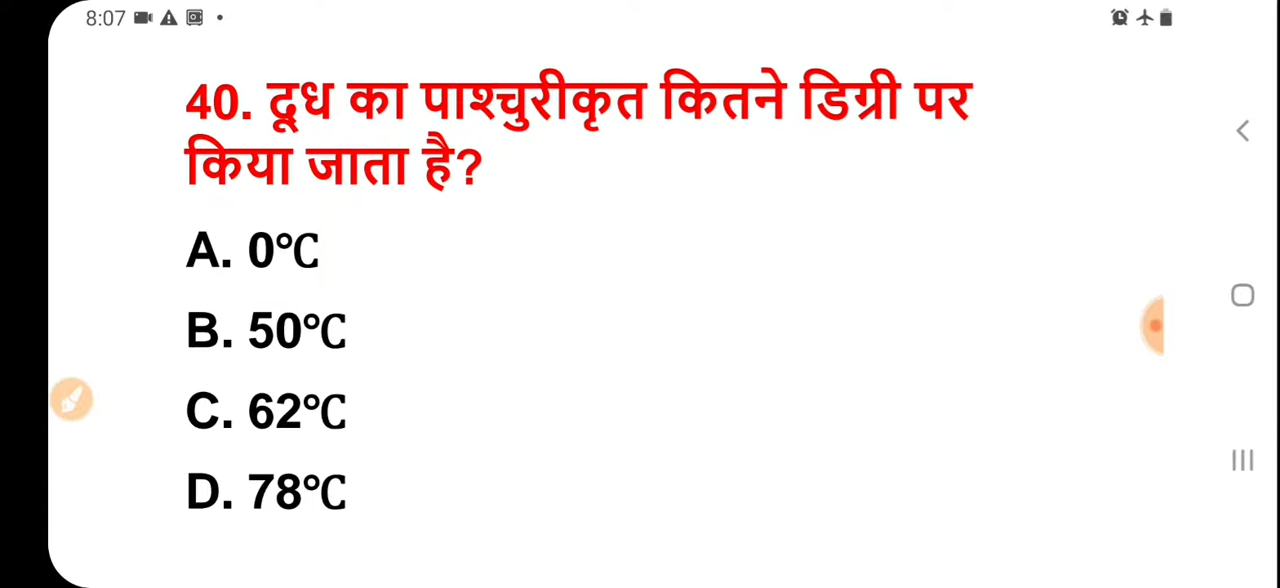 8:07
40. दूध का पाश्चुरीकृत कितने डिग्री पर
किया जाता है?
A. 0℃
B. 50℃
C. 62℃
D. 78℃